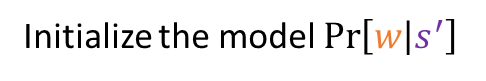 Initialize the model Pr[w|s′]